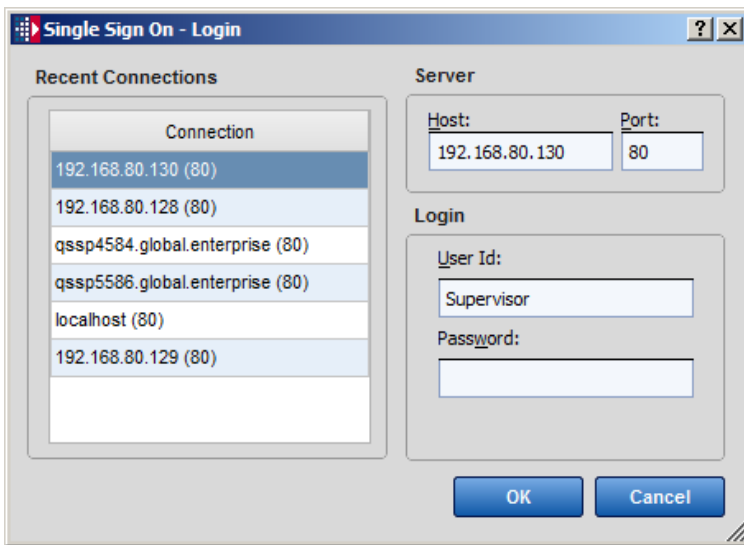 Single Sign On - Login
Recent Connections
Connection
192.168.80.130 (80)
192.168.80.128 (80)
qssp4584.global.enterprise (80)
qssp5586.global.enterprise (80)
localhost (80)
192.168.80.129 (80)
Server
Host: Port:
192.168.80.130 80
Login
User Id:
Supervisor
Password:
OK Cancel